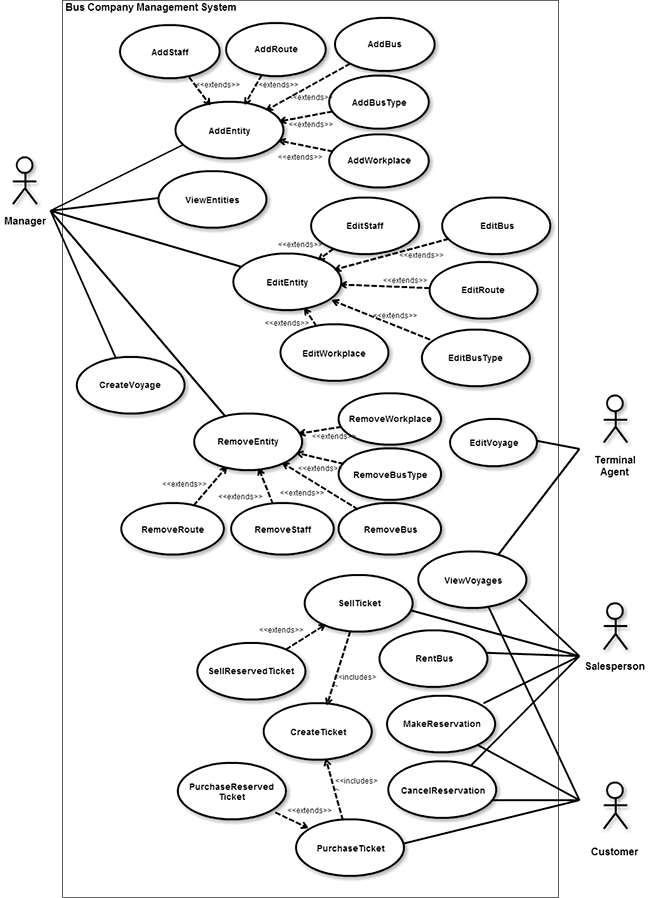 Bus Company Management System
AddStaff
AddRoute
AddBus
<<extends>>
<<extends>>
<<extends>>
AddBusType
AddEntity
<<extends>>
<<extends>>
AddWorkplace
Manager
ViewEntities
EditStaff
EditBus
<<extends>>
<<extends>>
EditEntity
<<extends>>
EditRoute
<<extends>>
<<extends>>
EditWorkplace
EditBusType
CreateVoyage
RemoveWorkplace
RemoveEntity
<<extends>>
EditVoyage
Terminal
Agent
<<extends>>
RemoveBusType
<<extends>>
<<extends>>
<<extends>>
RemoveRoute
RemoveStaff
RemoveBus
ViewVoyages
SellTicket
<<extends>>
SellReservedTicket
<<includes>
RentBus
Salesperson
CreateTicket
MakeReservation
<<includes>
PurchaseReserved
Ticket
CancelReservation
<<extends>>
PurchaseTicket
Customer